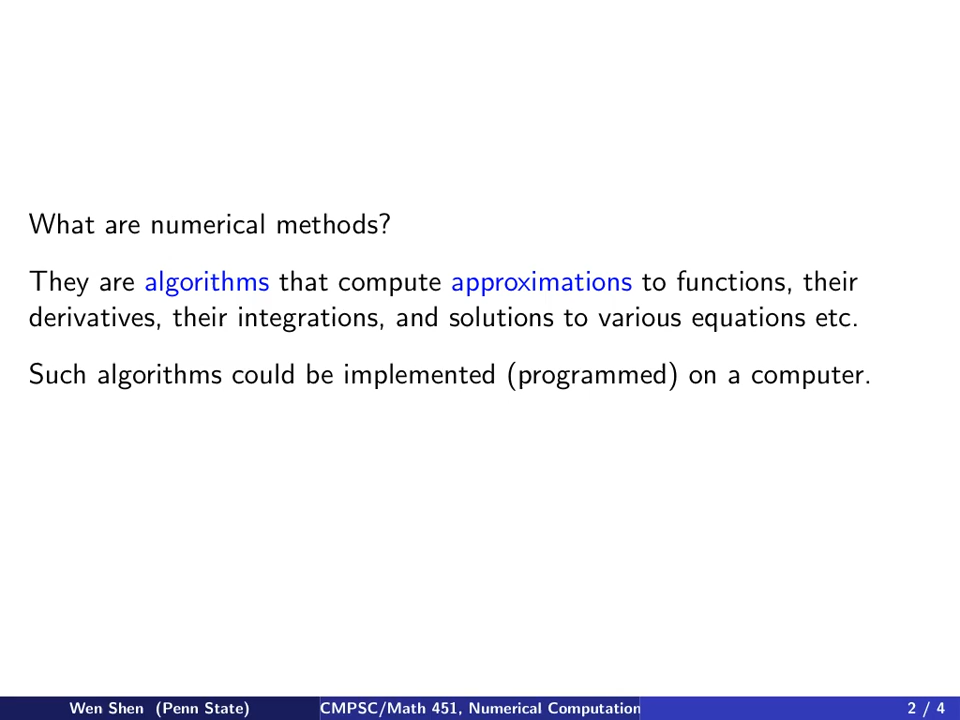 What are numerical methods?
They are algorithms that compute approximations to functions, their
derivatives, their integrations, and solutions to various equations etc.
Such algorithms could be implemented (programmed) on a computer.
Wen Shen (Penn State)
CMPSC/Math 451, Numerical Computation
2 / 4